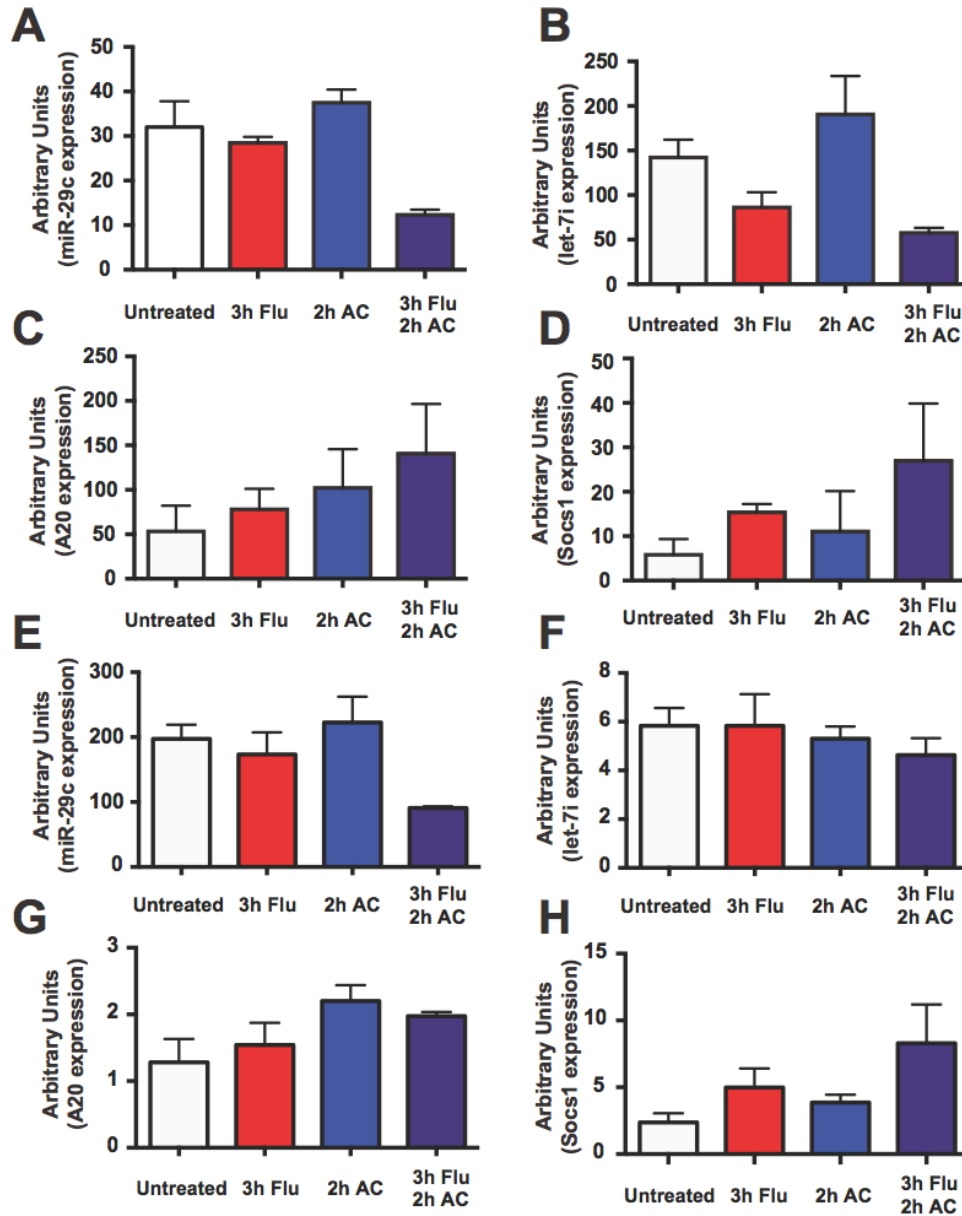 A
Arbitrary Units
(miR-29c expression)
50
40
30
20
10
0
Untreated
3h Flu
2h AC
3h Flu
2h AC
B
Arbitrary Units
(let-7i expression)
250
200
150
100
50
0
Untreated
3h Flu
2h AC
3h Flu
2h AC
C
Arbitrary Units
(A20 expression)
250
200
150
100
50
0
Untreated
3h Flu
2h AC
3h Flu
2h AC
D
Arbitrary Units
(Socs1 expression)
50
40
30
20
10
0
Untreated
3h Flu
2h AC
3h Flu
2h AC
E
Arbitrary Units
(miR-29c expression)
300
200
100
0
Untreated
3h Flu
2h AC
3h Flu
2h AC
F
Arbitrary Units
(let-7i expression)
8
6
4
2
0
Untreated
3h Flu
2h AC
3h Flu
2h AC
G
Arbitrary Units
(A20 expression)
3
2
1
0
Untreated
3h Flu
2h AC
3h Flu
2h AC
H
Arbitrary Units
(Socs1 expression)
15
10
5
0
Untreated
3h Flu
2h AC
3h Flu
2h AC